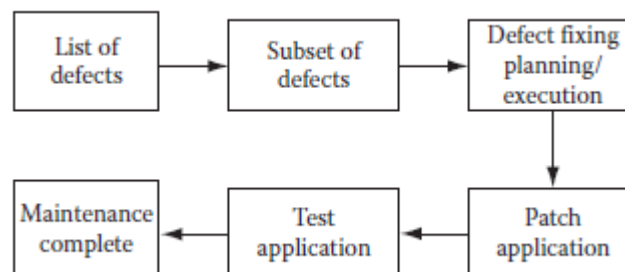 List of
defects
Subset of
defects
Defect fixing
planning/
execution
Maintenance
complete
Test
application
Patch
application